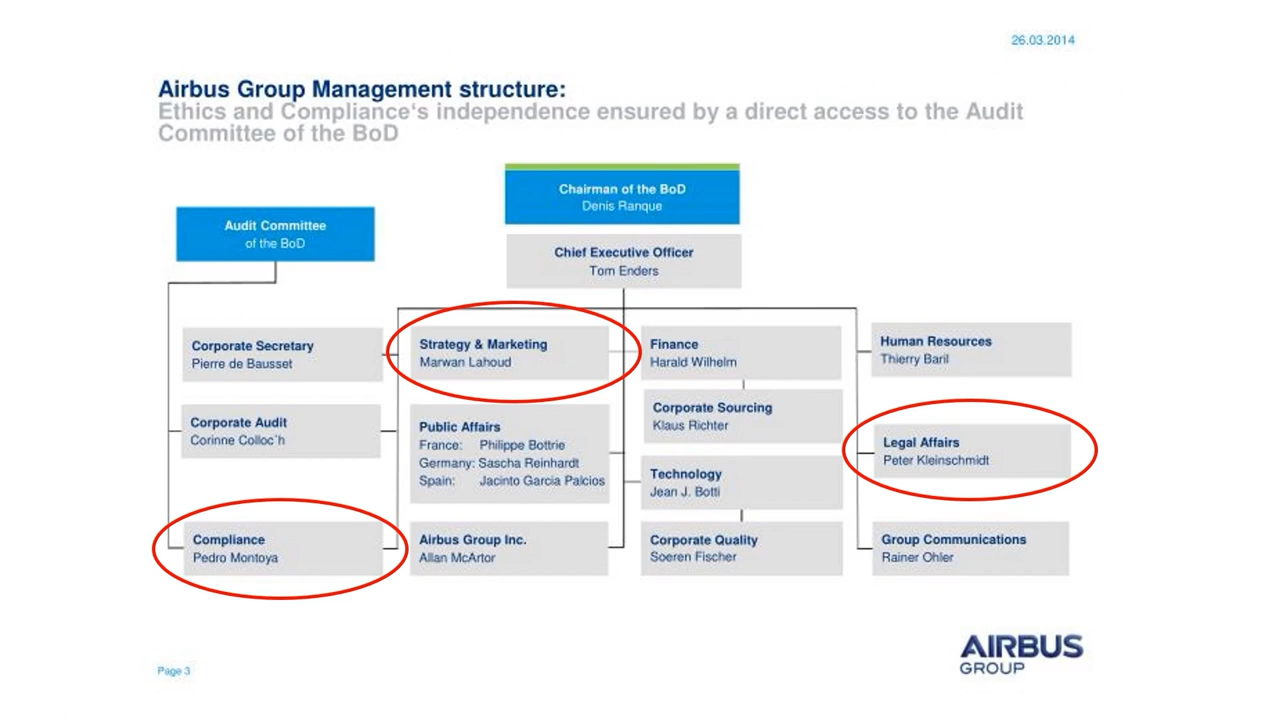 26.03.2014
Airbus Group Management structure:
Ethics and Compliance‘s independence ensured by a direct access to the Audit
Committee of the BoD
Chairman of the BoD
Denis Ranque
Audit Committee
of the BoD
Chief Executive Officer
Tom Enders
Corporate Secretary
Pierre de Bausset
Strategy & Marketing
Marwan Lahoud
Finance
Harald Wilhelm
Human Resources
Thierry Baril
Corporate Audit
Corinne Colloc´h
Public Affairs
France: Philippe Bottrie
Germany: Sascha Reinhardt
Spain: Jacinto Garcia Palcios
Corporate Sourcing
Klaus Richter
Technology
Jean J. Botti
Legal Affairs
Peter Kleinschmidt
Compliance
Pedro Montoya
Airbus Group Inc.
Allan McArtor
Corporate Quality
Soeren Fischer
Group Communications
Rainer Ohler
Page 3
AIRBUS
GROUP